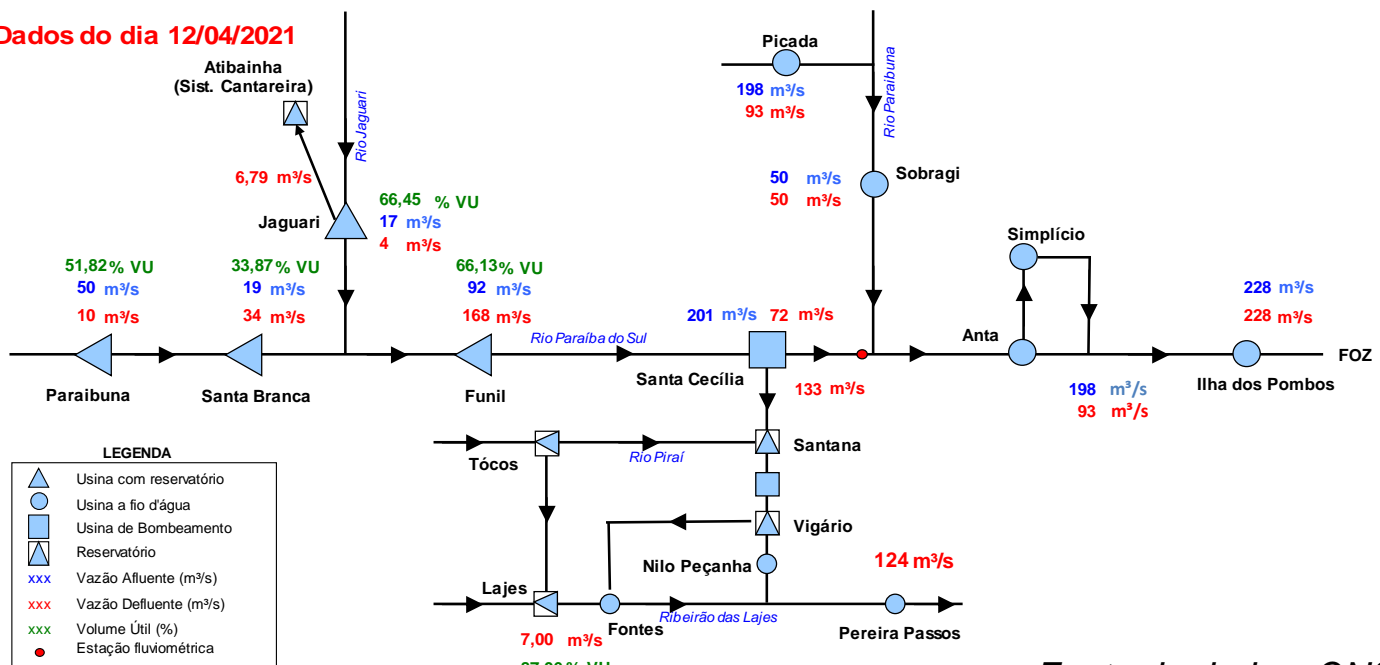 Dados do dia 12/04/2021
Atibainha
(Sist. Cantareira)
Rio Jaguari
6,79 m³/s
Jaguari
66,45 % VU
17 m³/s
4 m³/s
Picada
198 m³/s
93 m³/s
Rio Paraibuna
50 m³/s
50 m³/s
Sobragi
Simplício
51,82 % VU
50 m³/s
10 m³/s
Paraibuna
33,87 % VU
19 m³/s
34 m³/s
Santa Branca
66,13 % VU
92 m³/s
168 m³/s
Funil
Rio Paraíba do Sul
201 m³/s 72 m³/s
Santa Cecília
133 m³/s
Anta
198 m³/s
93 m³/s
228 m³/s
228 m³/s
Ilha dos Pombos
FOZ
Tócos
Rio Piraí
Santana
Vigário
Nilo Peçanha
124 m³/s
Lajes
Fontes
Ribeirão das Lajes
Pereira Passos
7,00 m³/s
LEGENDA
Usina com reservatório
Usina a fio d'água
Usina de Bombeamento
Reservatório
xxx Vazão Afluente (m³/s)
xxx Vazão Defluente (m³/s)
xxx Volume Útil (%)
Estação fluviométrica